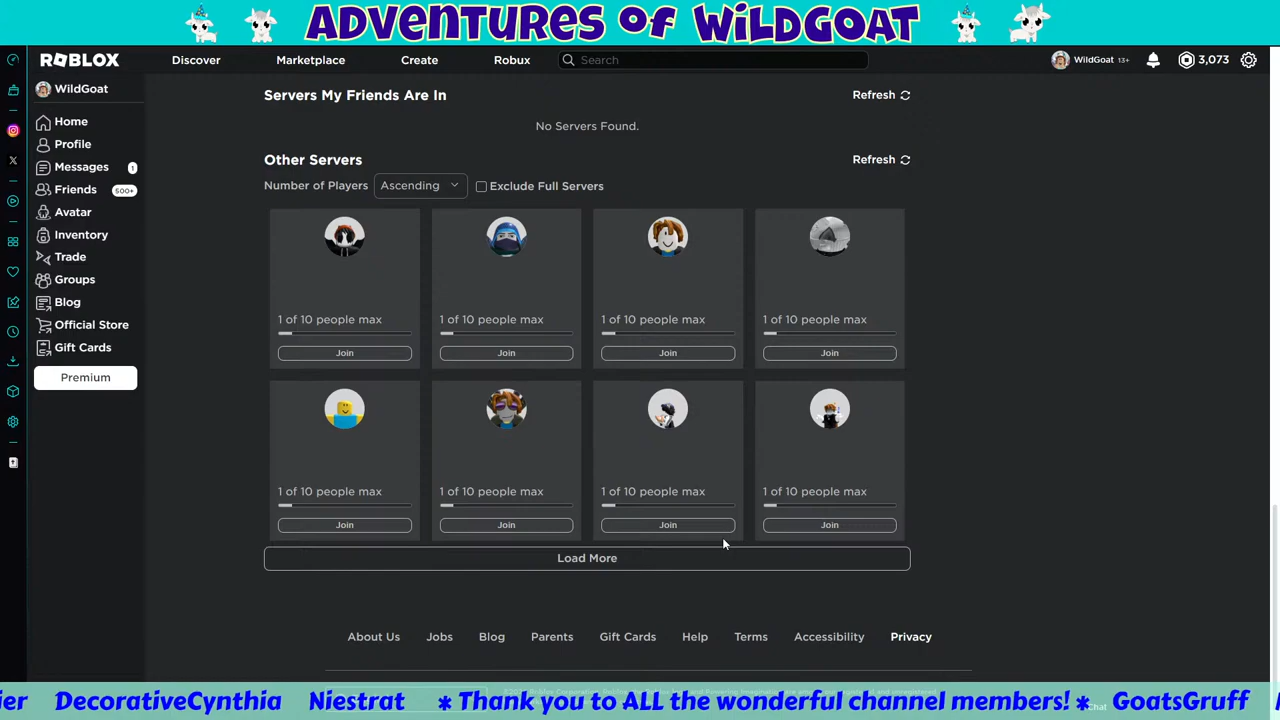 ADVENTURES OF WILDGOAT
ROBLOX
Discover
Marketplace
Create
Robux
Search
WildGoat 13+
3,073
WildGoat
Home
Profile
Messages 1
Friends 500+
Avatar
Inventory
Trade
Groups
Blog
Official Store
Gift Cards
Premium
Servers My Friends Are In
Refresh
No Servers Found.
Other Servers
Refresh
Number of Players
Ascending
Exclude Full Servers
1 of 10 people max
1 of 10 people max
1 of 10 people max
1 of 10 people max
Join
Join
Join
Join
1 of 10 people max
1 of 10 people max
1 of 10 people max
1 of 10 people max
Join
Join
Join
Join
Load More
About Us
Jobs
Blog
Parents
Gift Cards
Help
Terms
Accessibility
Privacy
Chat
ier DecorativeCynthia Niestrat * Thank you to ALL the wonderful channel members! * GoatsGruff